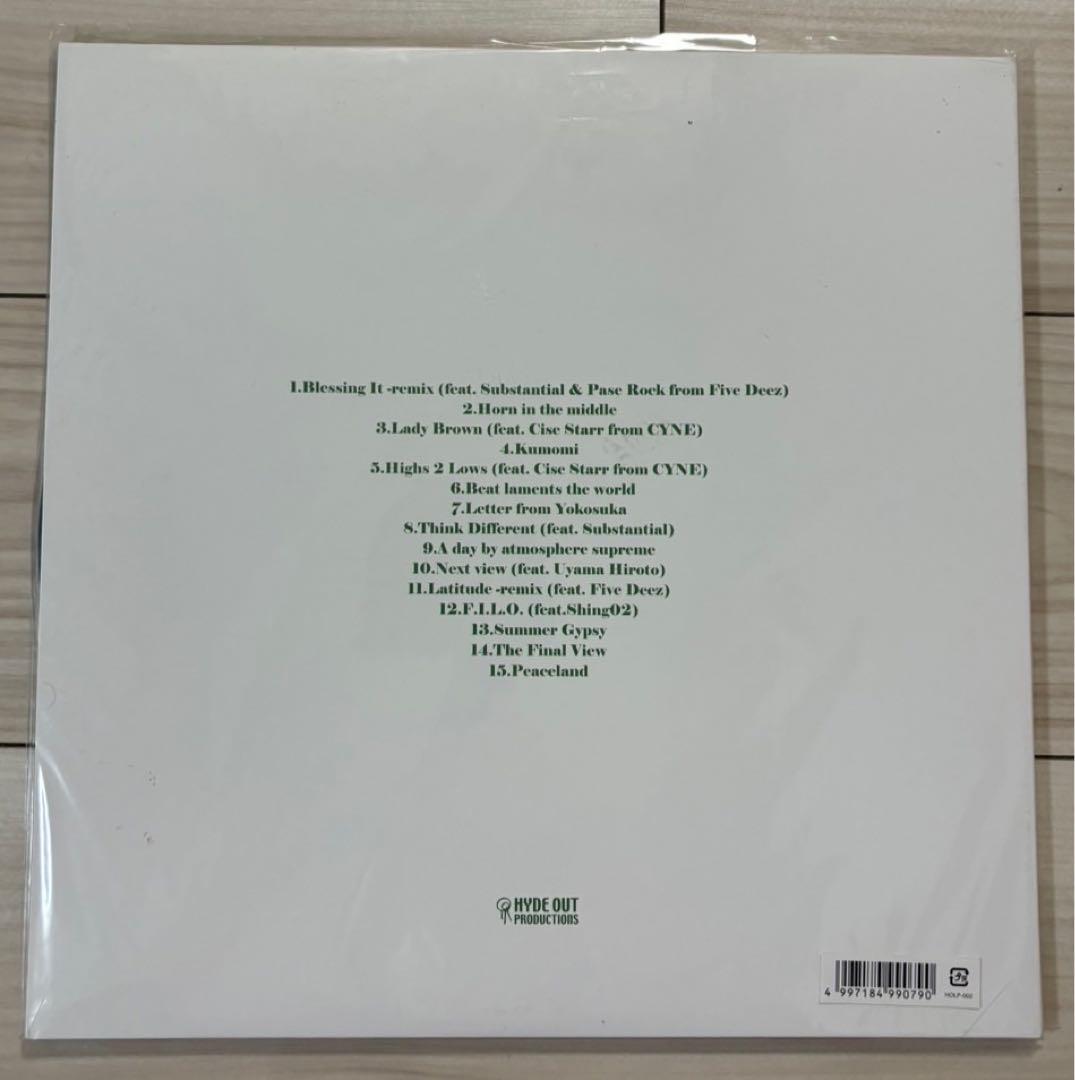 1.Blessing It -remix (feat. Substantial & Pase Rock from Five Deez)
2.Horn in the middle
3.Lady Brown (feat. Cise Starr from CYNE)
4.Kumomi
5.Highs 2 Lows (feat. Cise Starr from CYNE)
6.Beat laments the world
7.Letter from Yokosuka
8.Think Different (feat. Substantial)
9.A day by atmosphere supreme
10.Next view (feat. Uyama Hiroto)
11.Latitude -remix (feat. Five Deez)
12.F.I.L.O. (feat.Shing02)
13.Summer Gypsy
14.The Final View
15.Peaceland
HYDE OUT
PRODUCTIONS
4 997184 990790
HOLP-002